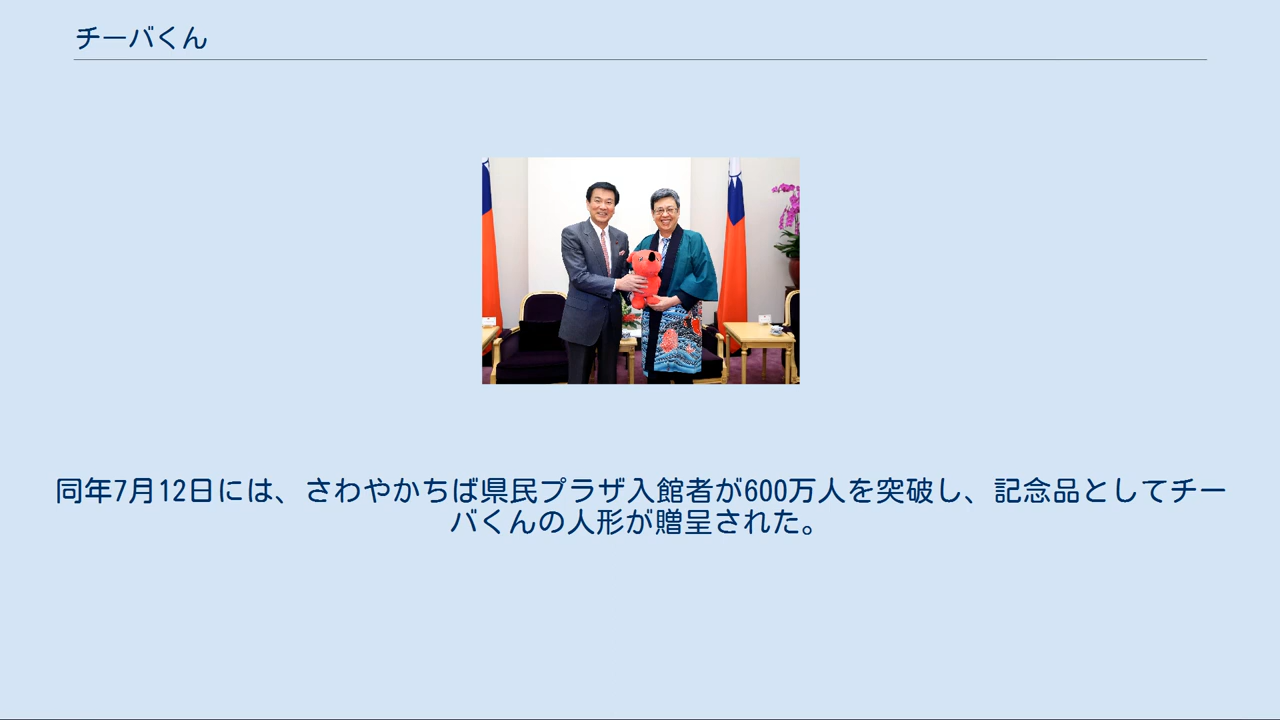 チーバくん
同年7月12日には、さわやかちば県民プラザ入館者が600万人を突破し、記念品としてチー
バくんの人形が贈呈された。